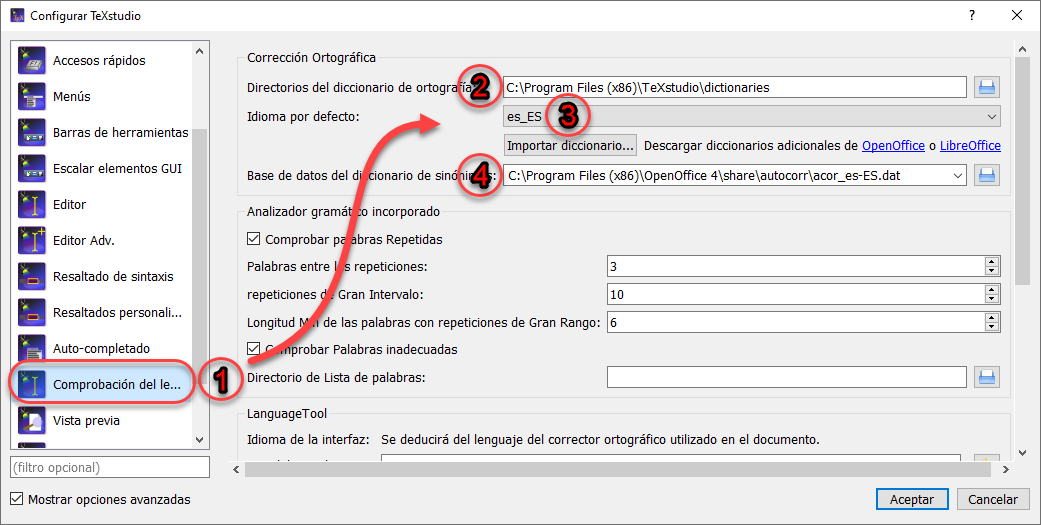 Configurar TeXstudio
Accesos rápidos
Menús
Barras de herramientas
Escalar elementos GUI
Editor
Editor Adv.
Resaltado de sintaxis
Resaltados personali...
Auto-completado
Comprobación del le...
1
Vista previa
(filtro opcional)
Mostrar opciones avanzadas
Corrección Ortográfica
Directorios del diccionario de ortografía:
2
C:\Program Files (x86)\TeXstudio\dictionaries
Idioma por defecto:
es_ES
3
Importar diccionario...
Descargar diccionarios adicionales de OpenOffice o LibreOffice
Base de datos del diccionario de sinónimos:
4
C:\Program Files (x86)\OpenOffice 4\share\autocorr\acor_es-ES.dat
Analizador gramático incorporado
Comprobar palabras Repetidas
Palabras entre las repeticiones:
3
repeticiones de Gran Intervalo:
10
Longitud Min de las palabras con repeticiones de Gran Rango:
6
Comprobar Palabras inadecuadas
Directorio de Lista de palabras:
LanguageTool
Idioma de la interfaz:
Se deducirá del lenguaje del corrector ortográfico utilizado en el documento.
Aceptar
Cancelar